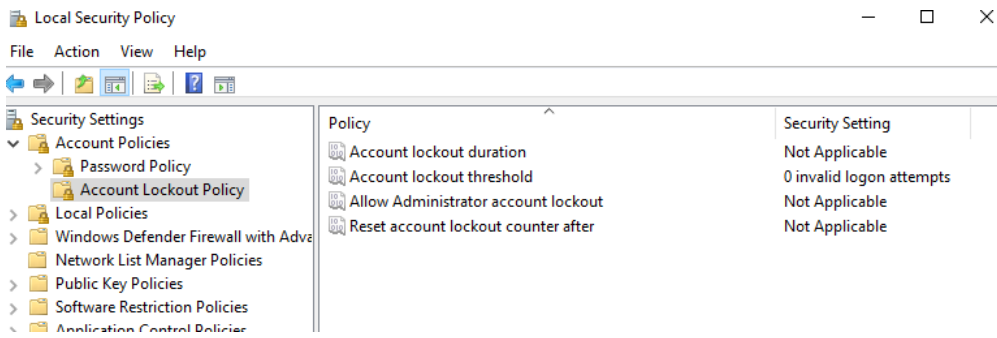 Local Security Policy
File Action View Help
Security Settings
Account Policies
Password Policy
Account Lockout Policy
Local Policies
Windows Defender Firewall with Adva
Network List Manager Policies
Public Key Policies
Software Restriction Policies
Application Control Policies
Policy Security Setting
Account lockout duration Not Applicable
Account lockout threshold 0 invalid logon attempts
Allow Administrator account lockout Not Applicable
Reset account lockout counter after Not Applicable